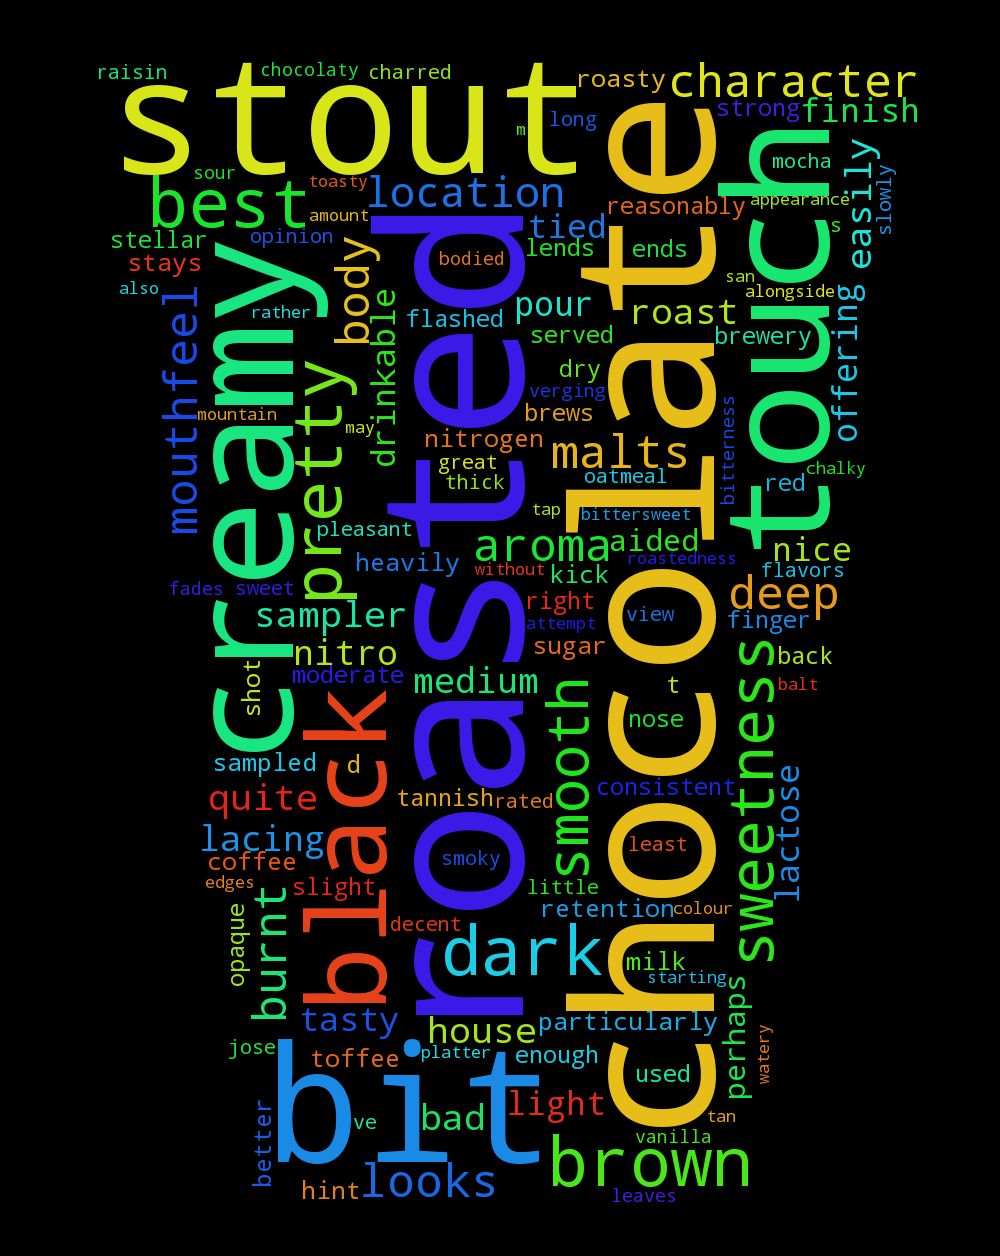 stout
raisin
chocolaty
charred
roasty
character
strong
finish
m
long
mocha
easily
slowly
sour
toasty
best
amount
location
tied
reasonably
appearance
s
stellar
opinion
stays
also
rather
body
bodied
lends
ends
san
alongside
touch
chocolate
roasted
creamy
mouthfeel
pretty
drinkable
flashed
pour
served
roast
brewery
offering
dry
verging
brews
nitrogen
great
thick
malts
oatmeal
bitterness
chalky
red
mountain
may
tap
bittersweet
pleasant
heavily
aroma
aided
roastedness
nice
flavors
without
kick
fades
sweet
right
attempt
view
deep
finger
sampler
nitro
moderate
sugar
back
balt
shot
medium
t
nose
smooth
sweetness
black
sampled
d
quite
tannish
rated
consistent
lactose
lacing
coffee
smoky
least
edges
slight
little
retention
colour
opaque
burnt
decent
dark
milk
starting
perhaps
watery
tasty
house
particularly
jose
toffee
platter
enough
used
bit
better
ve
bad
light
tan
vanilla
brown
hint
looks
leaves